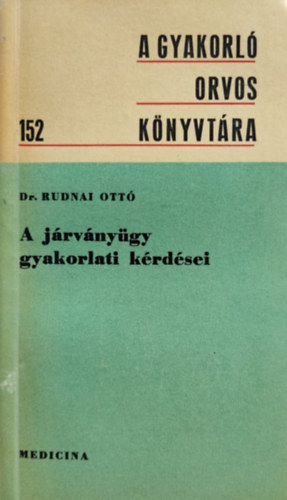 A GYAKORLÓ
ORVOS
152 KÖNYVTÁRA
Dr. RUDNAI OTTÓ
A járványügy
gyakorlati kérdései
MEDICINA